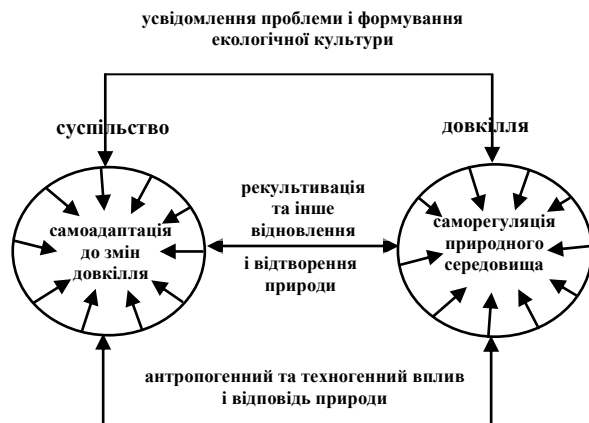 усвідомлення проблеми і формування
екологічної культури
суспільство
довкілля
самоадаптація
до змін
довкілля
рекультивація
та інше
відновлення
і відтворення
природи
саморегуляція
природного
середовища
антропогенний та техногенний вплив
і відповідь природи